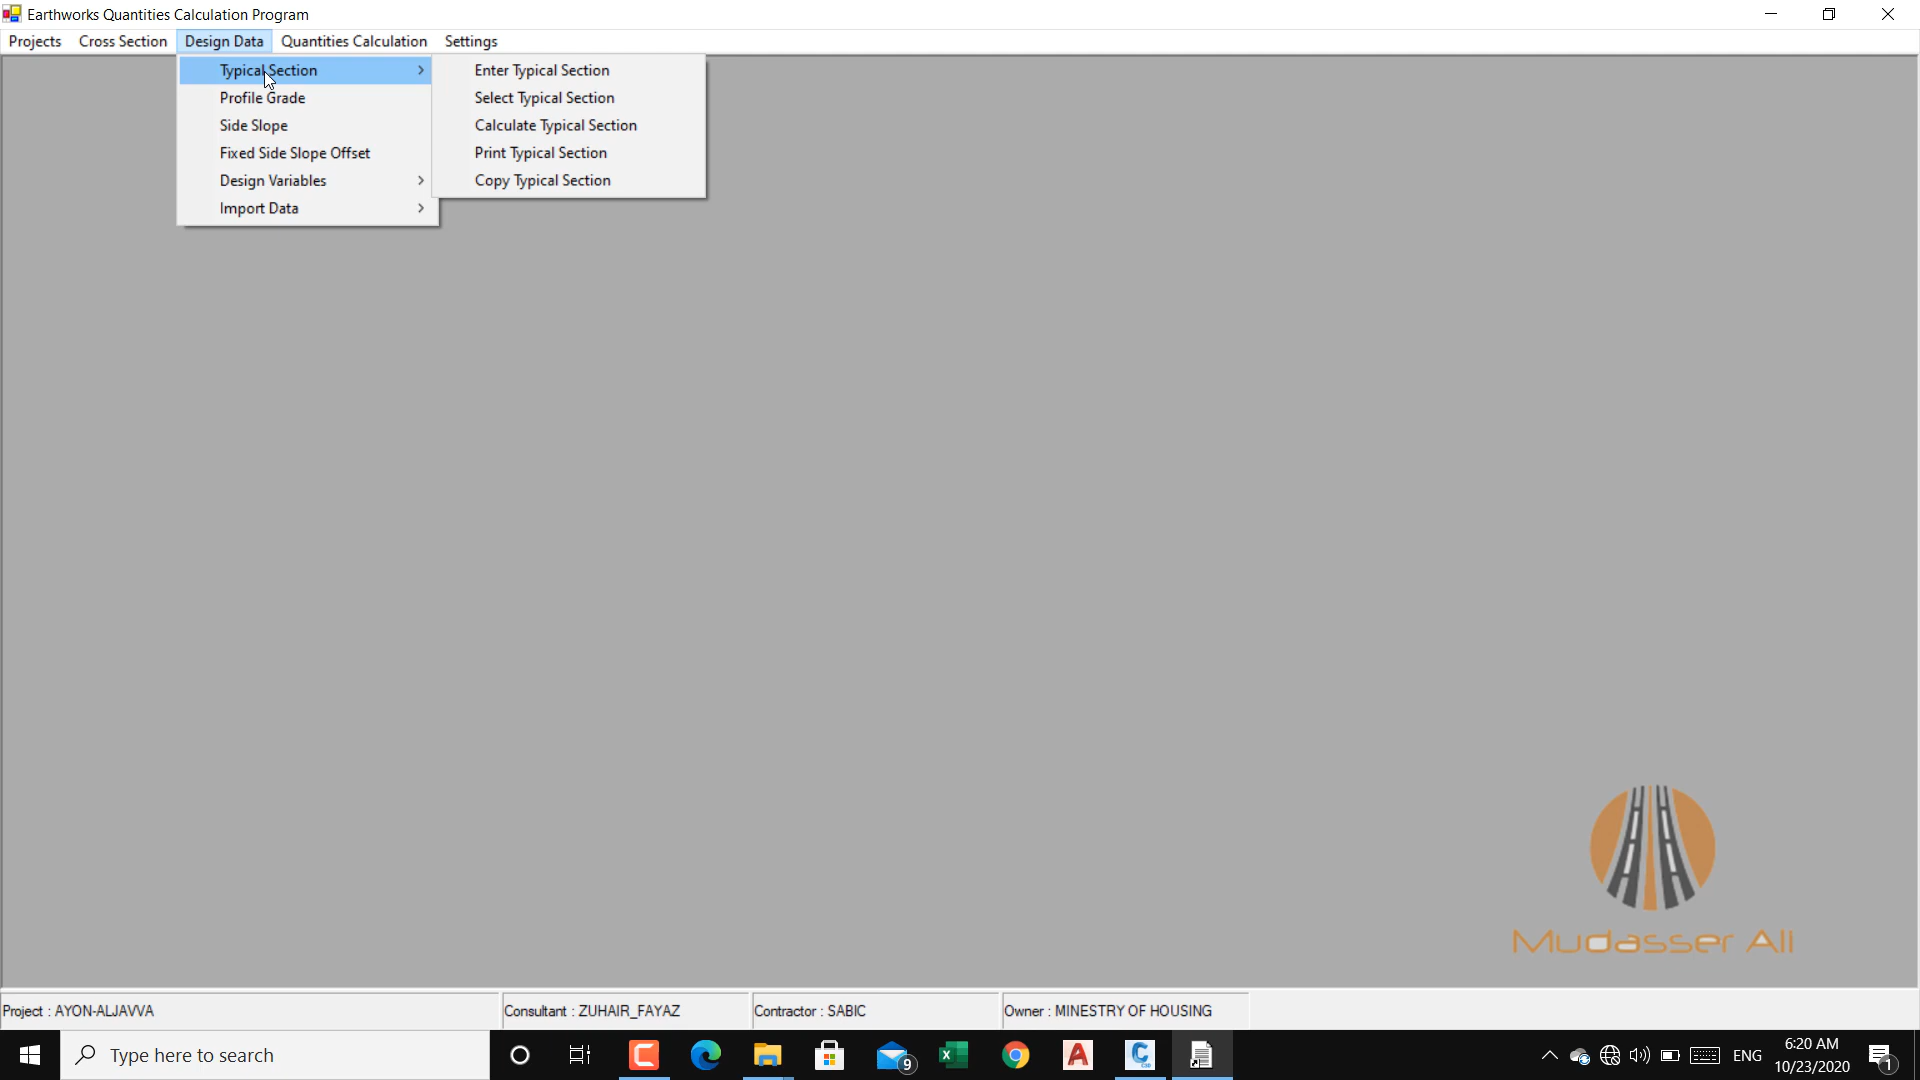 Earthworks Quantities Calculation Program
Projects Cross Section Design Data Quantities Calculation Settings
Typical Section
Profile Grade
Side Slope
Fixed Side Slope Offset
Design Variables
Import Data
Enter Typical Section
Select Typical Section
Calculate Typical Section
Print Typical Section
Copy Typical Section
Mudasser Ali
Project : AYON-ALJAVVA
Consultant : ZUHAIR_FAYAZ
Contractor : SABIC
Owner : MINESTRY OF HOUSING
Type here to search
9
ENG
6:20 AM
10/23/2020
1